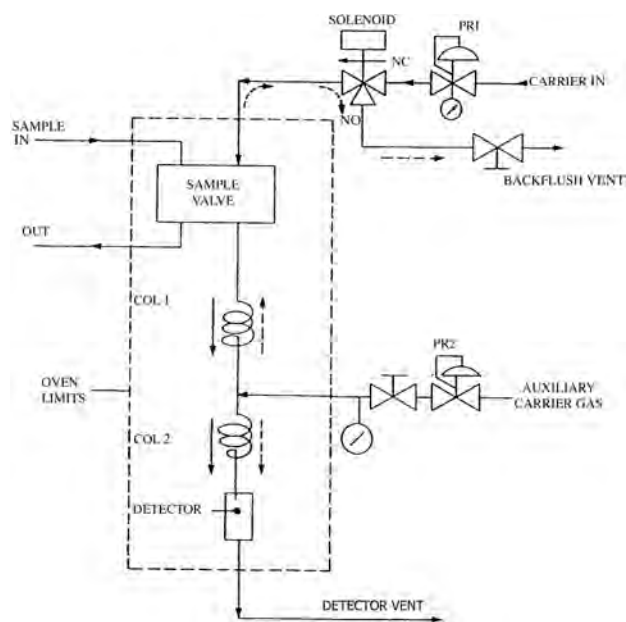 SOLENOID
PR1
NC
CARRIER IN
NO
SAMPLE
IN
SAMPLE
VALVE
BACKFLUSH VENT
OUT
COL 1
PR2
OVEN
LIMITS
AUXILIARY
CARRIER GAS
COL 2
DETECTOR
DETECTOR VENT